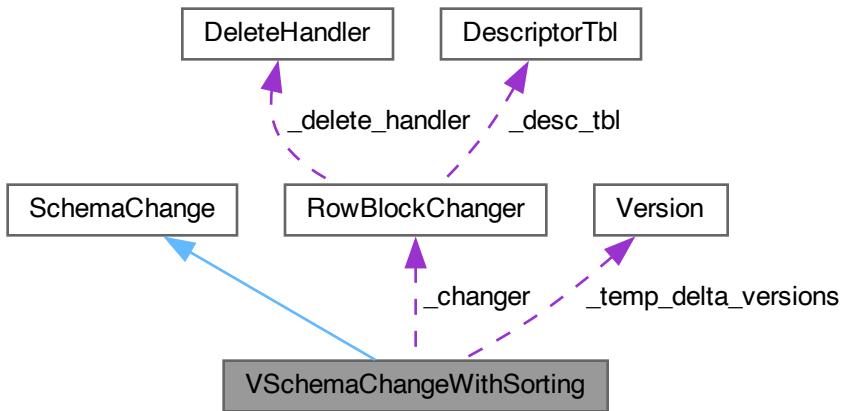 DeleteHandler
DescriptorTbl
_delete_handler
_desc_tbl
SchemaChange
RowBlockChanger
Version
_changer
_temp_delta_versions
VSchemaChangeWithSorting